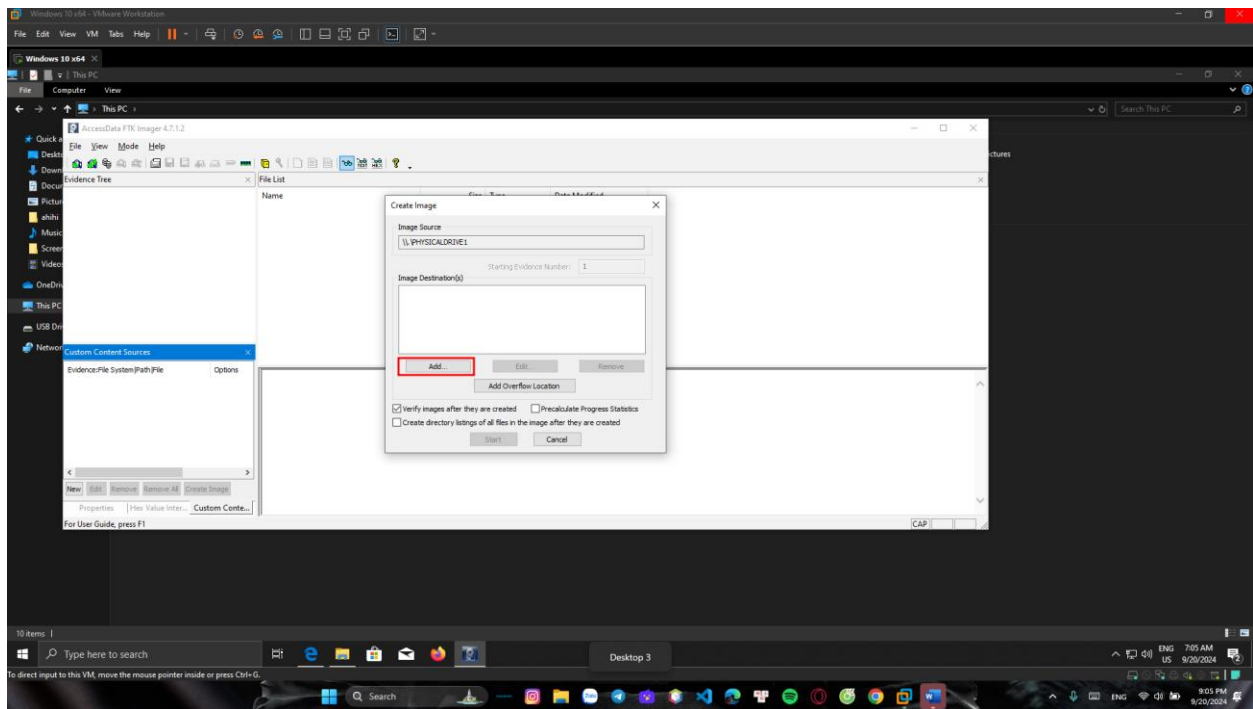 Windows 10 x64 - VMware Workstation
File Edit View VM Tabs Help
Windows 10 x64
This PC
File Computer View
This PC
Search This PC
Quick a
Deskt
Down
Docu
Pictur
ahihi
Music
Screer
Video
OneDri
This PC
USB Dri
Networ
ctures
AccessData FTK Imager 4.7.1.2
File View Mode Help
Evidence Tree
File List
Name Size Type Date Modified
Custom Content Sources
Evidence:File System|Path|File Options
New Edit Remove Remove All Create Image
Properties Hex Value Inter... Custom Conte...
For User Guide, press F1
CAP
Create Image
Image Source
\\.\PHYSICALDRIVE1
Starting Evidence Number: 1
Image Destination(s)
Add... Edit... Remove
Add Overflow Location
Verify images after they are created Precalculate Progress Statistics
Create directory listings of all files in the image after they are created
Start Cancel
10 items
Type here to search
Desktop 3
ENG 7:05 AM
US 9/20/2024
To direct input to this VM, move the mouse pointer inside or press Ctrl+G.
Search
ENG
9:05 PM
9/20/2024